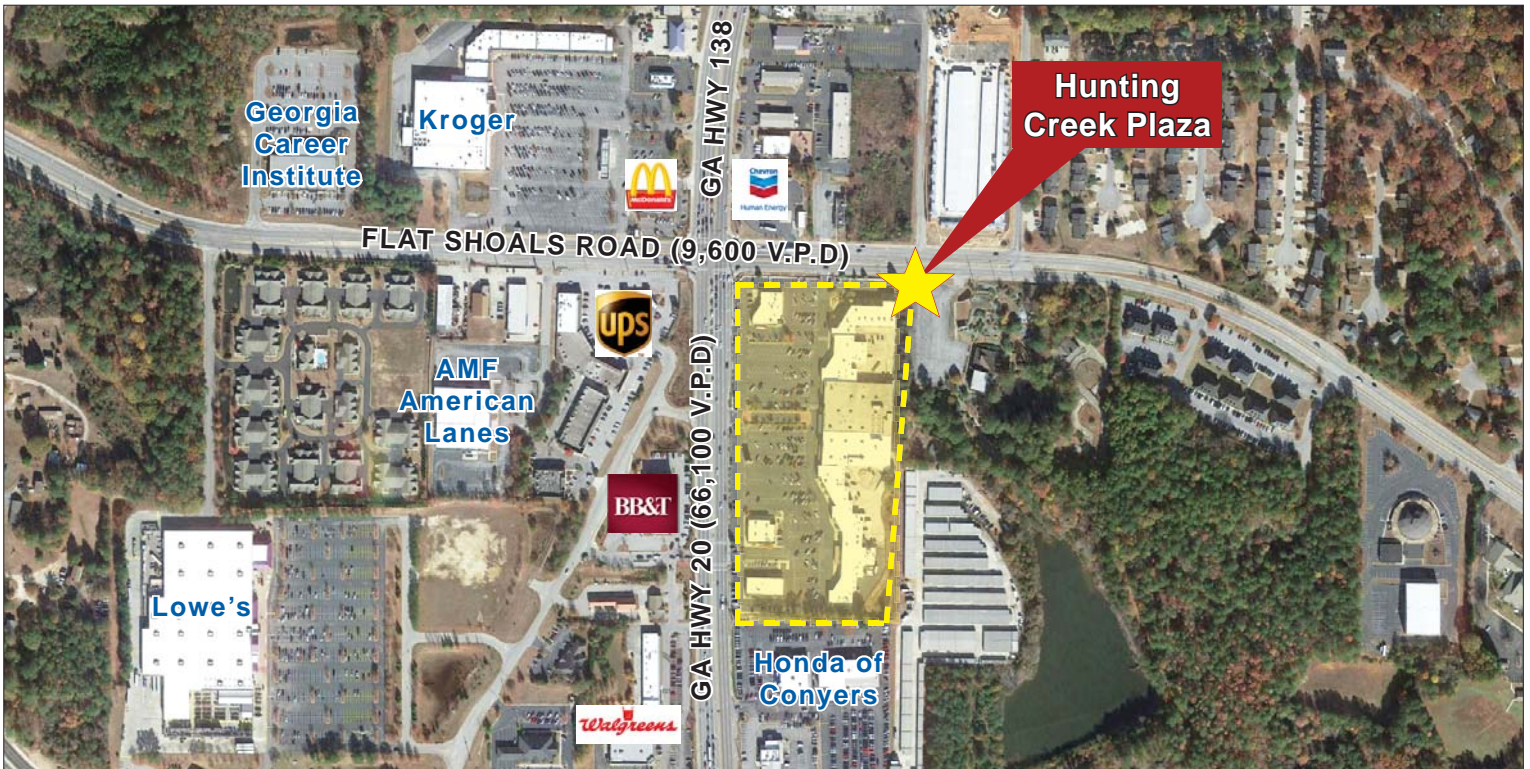 GA HWY 138
Hunting
Creek Plaza
Georgia
Career
Institute
Kroger
McDonald's
Chevron
Human Energy
FLAT SHOALS ROAD (9,600 V.P.D)
ups
AMF
American
Lanes
GA HWY 20 (66,100 V.P.D)
BB&T
Lowe's
Honda of
Conyers
Walgreens